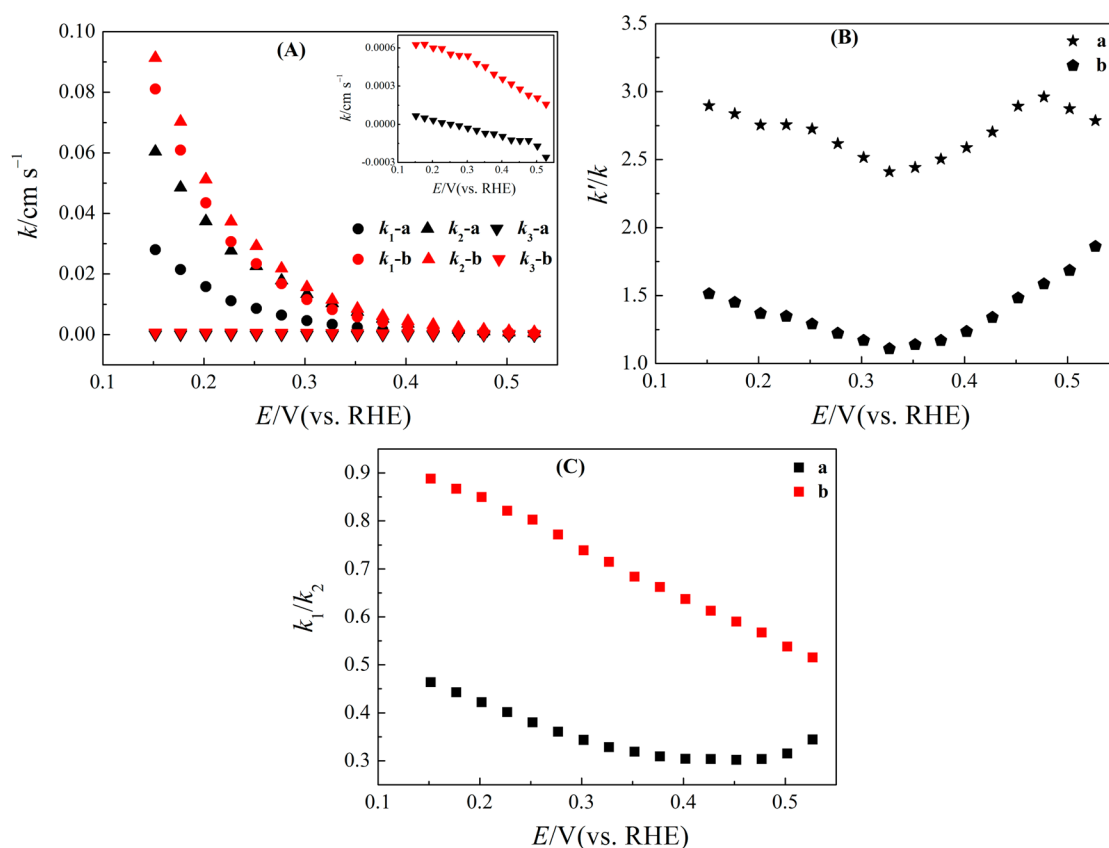 (A)
k/cm s⁻¹
0.10
0.08
0.06
0.04
0.02
0.00
0.1 0.2 0.3 0.4 0.5
E/V(vs. RHE)
k/cm s⁻¹
0.0006
0.0003
0.0000
-0.0003
0.1 0.2 0.3 0.4 0.5
E/V(vs. RHE)
k₁-a k₂-a k₃-a
k₁-b k₂-b k₃-b
(B)
k'/k
3.5
3.0
2.5
2.0
1.5
1.0
0.1 0.2 0.3 0.4 0.5
E/V(vs. RHE)
a
b
(C)
k₁/k₂
0.9
0.8
0.7
0.6
0.5
0.4
0.3
0.1 0.2 0.3 0.4 0.5
E/V(vs. RHE)
a
b